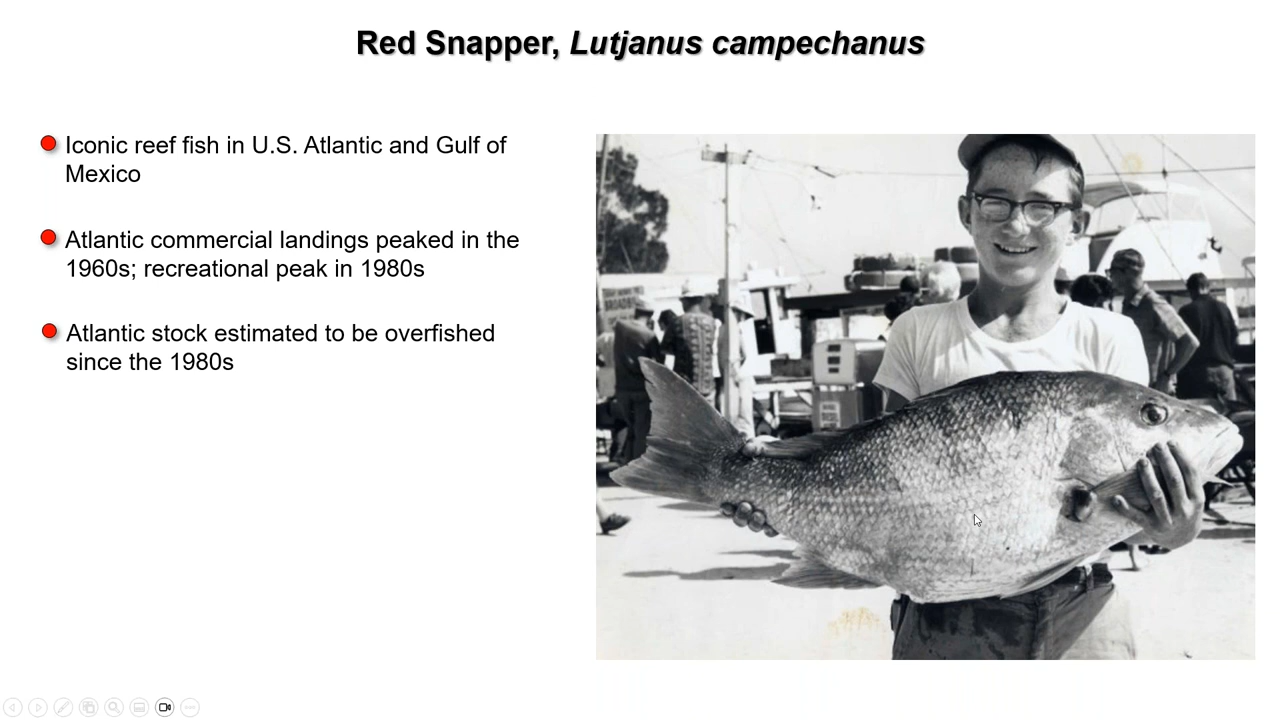 Red Snapper, Lutjanus campechanus
Iconic reef fish in U.S. Atlantic and Gulf of
Mexico
Atlantic commercial landings peaked in the
1960s; recreational peak in 1980s
Atlantic stock estimated to be overfished
since the 1980s